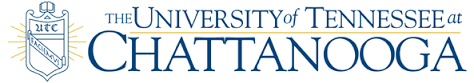 utc
THE UNIVERSITY of TENNESSEE at
CHATTANOOGA